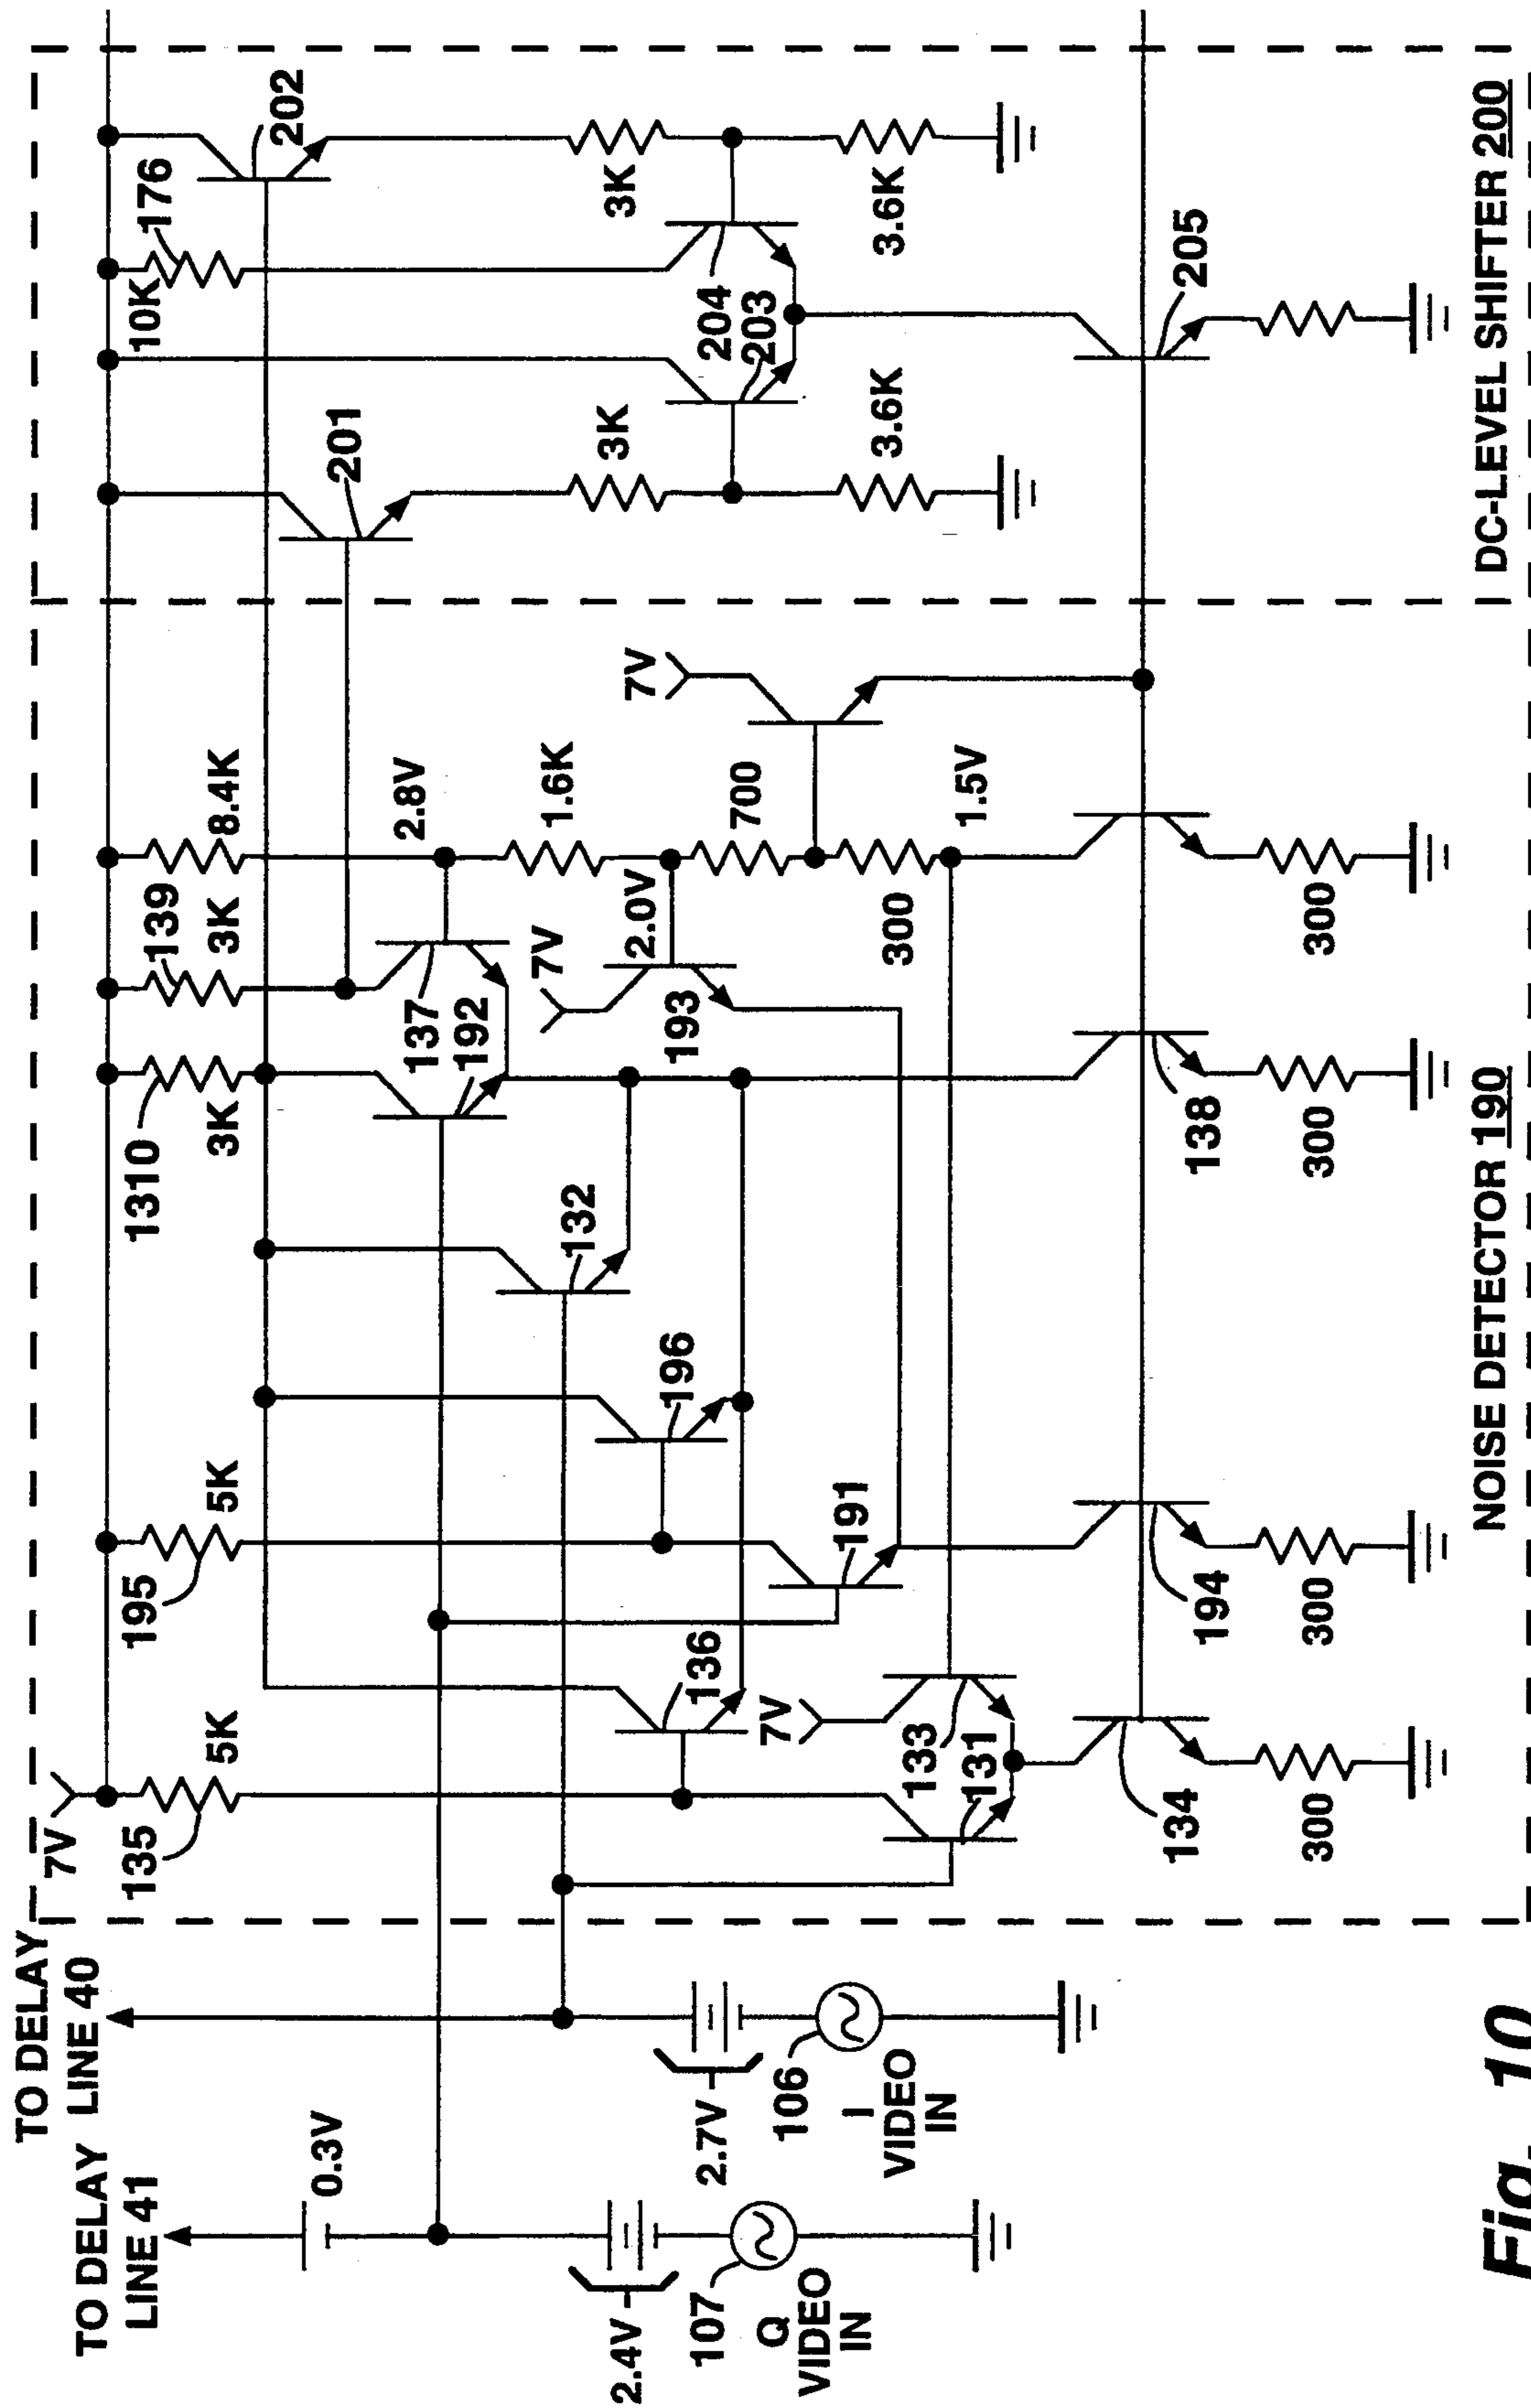 TO DELAY
LINE 41
TO DELAY
LINE 40
0.3V
2.4V
107
Q
VIDEO
IN
2.7V
106
I
VIDEO
IN
7V
135
5K
195
5K
1310
3K
139
3K
8.4K
2.8V
137
192
132
196
136
191
7V
133
131
7V
2.0V
193
1.6K
700
300
1.5V
7V
134
300
194
300
138
300
300
NOISE DETECTOR 190
201
10K
176
202
3K
3K
204
203
3.6K
3.6K
205
DC-LEVEL SHIFTER 200
Fig. 10